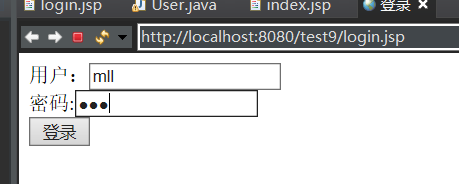 login.jsp User.java index.jsp 登录
http://localhost:8080/test9/login.jsp
用户：mll
密码:●●●
登录